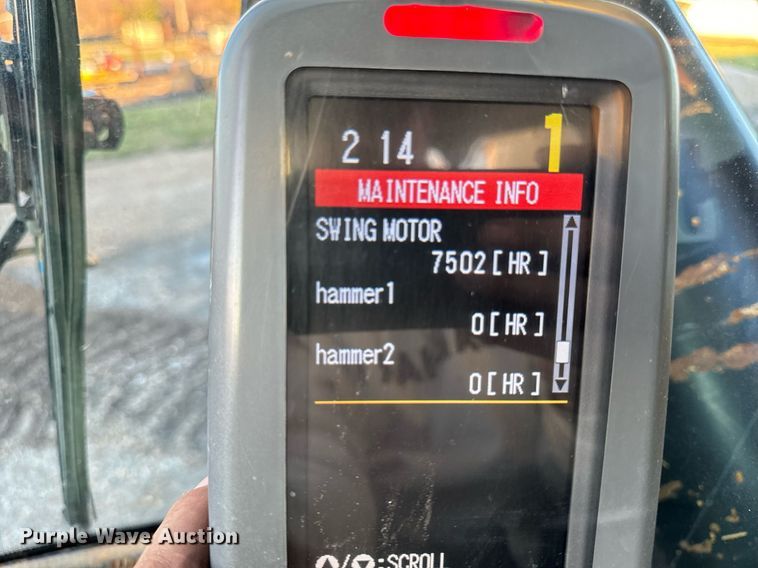 2 14 1
MAINTENANCE INFO
SWING MOTOR
7502[HR]
hammer1
0[HR]
hammer2
0[HR]
/ :SCROLL
Purple Wave Auction